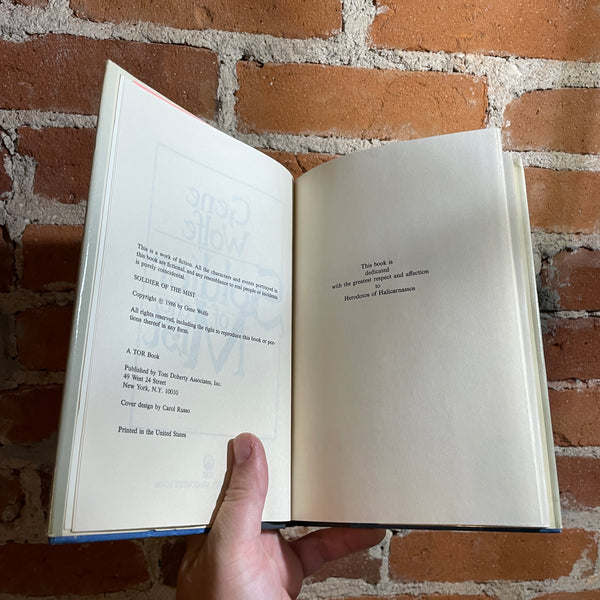 This is a work of fiction. All the characters and events portrayed in
this book are fictional, and any resemblance to real people or incidents
is purely coincidental.
SOLDIER OF THE MIST
Copyright © 1986 by Gene Wolfe
All rights reserved, including the right to reproduce this book or por-
tions thereof in any form.
A TOR Book
Published by Tom Doherty Associates, Inc.
49 West 24 Street
New York, N.Y. 10010
Cover design by Carol Russo
Printed in the United States
This book is
dedicated
with the greatest respect and affection
to
Herodotos of Halicarnassos